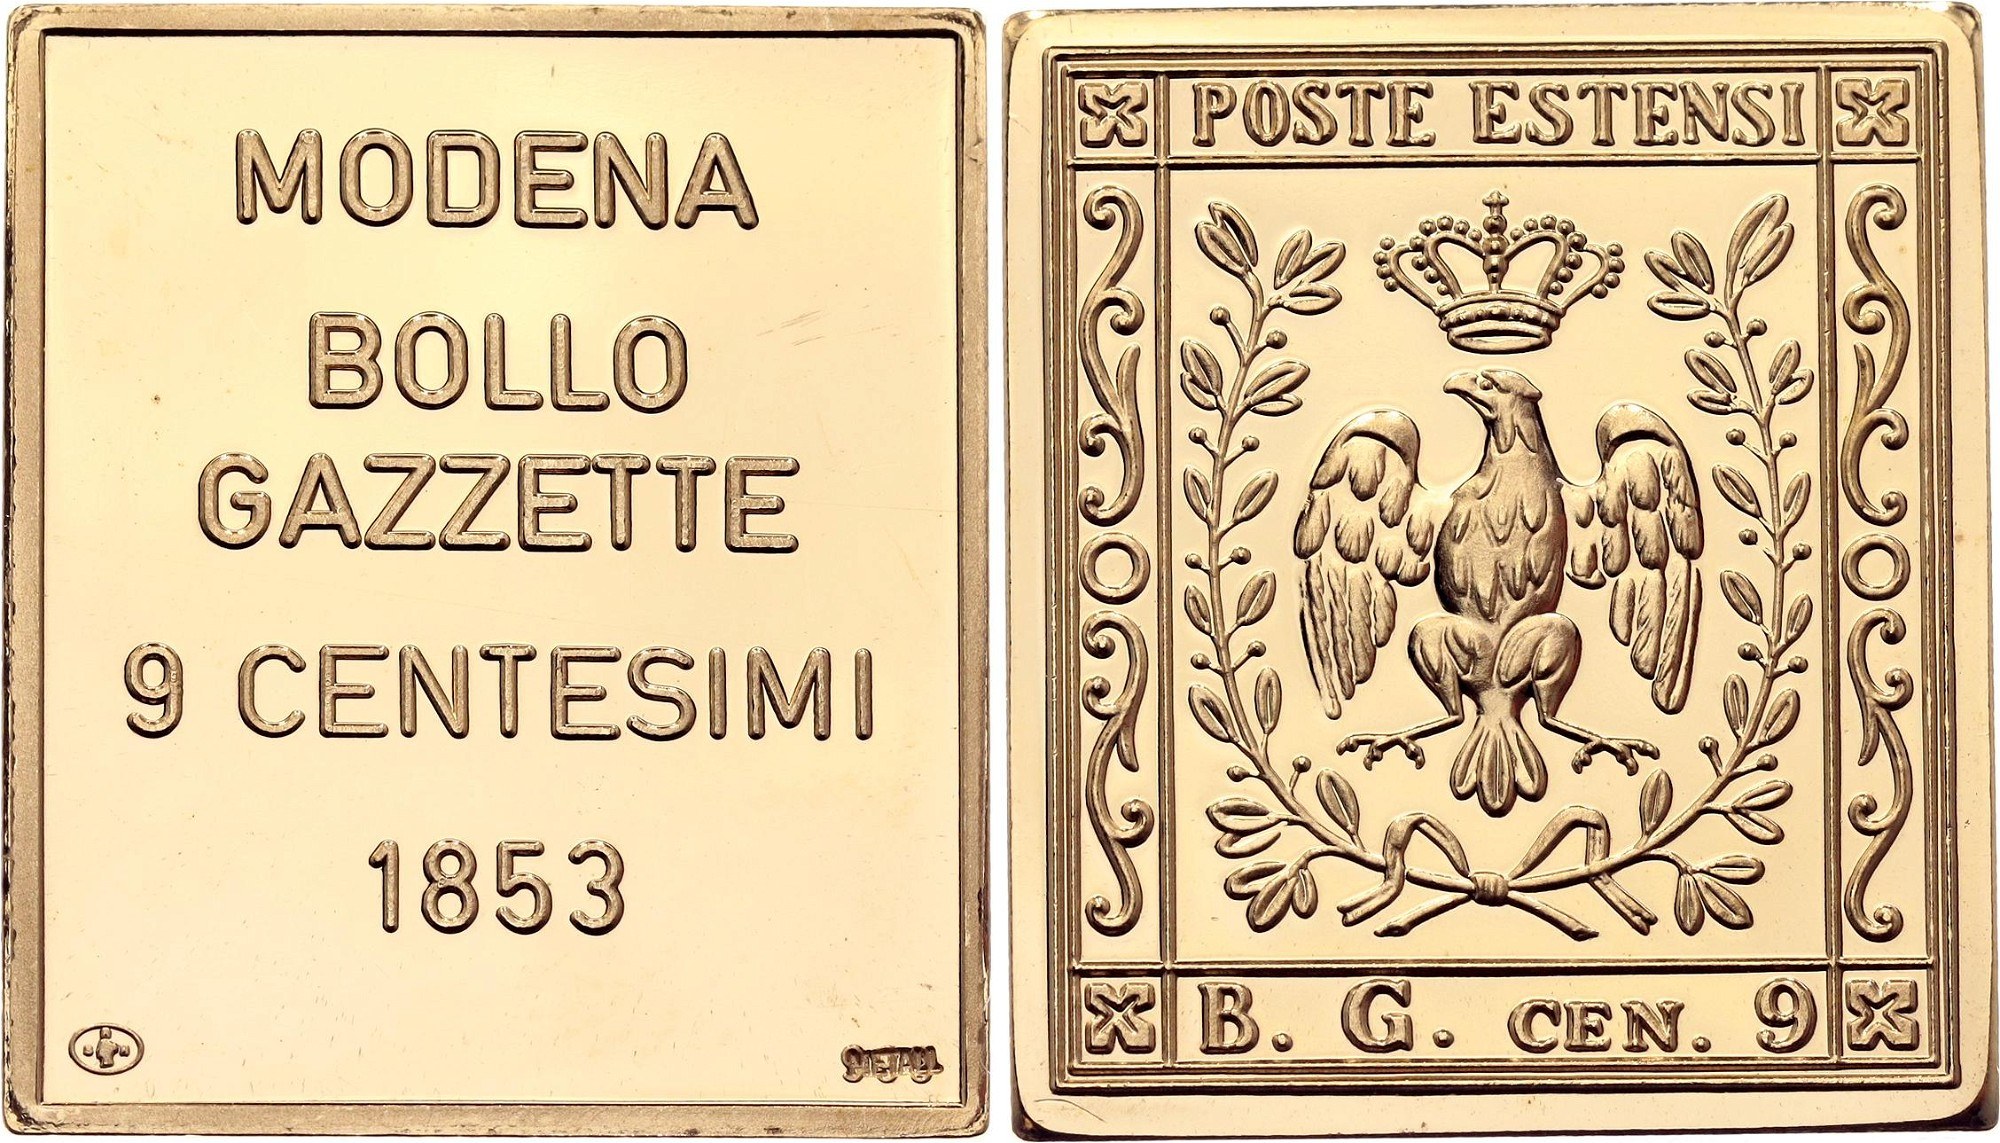 MODENA
BOLLO
GAZZETTE
9 CENTESIMI
1853
POSTE ESTENSI
B. G. CEN. 9